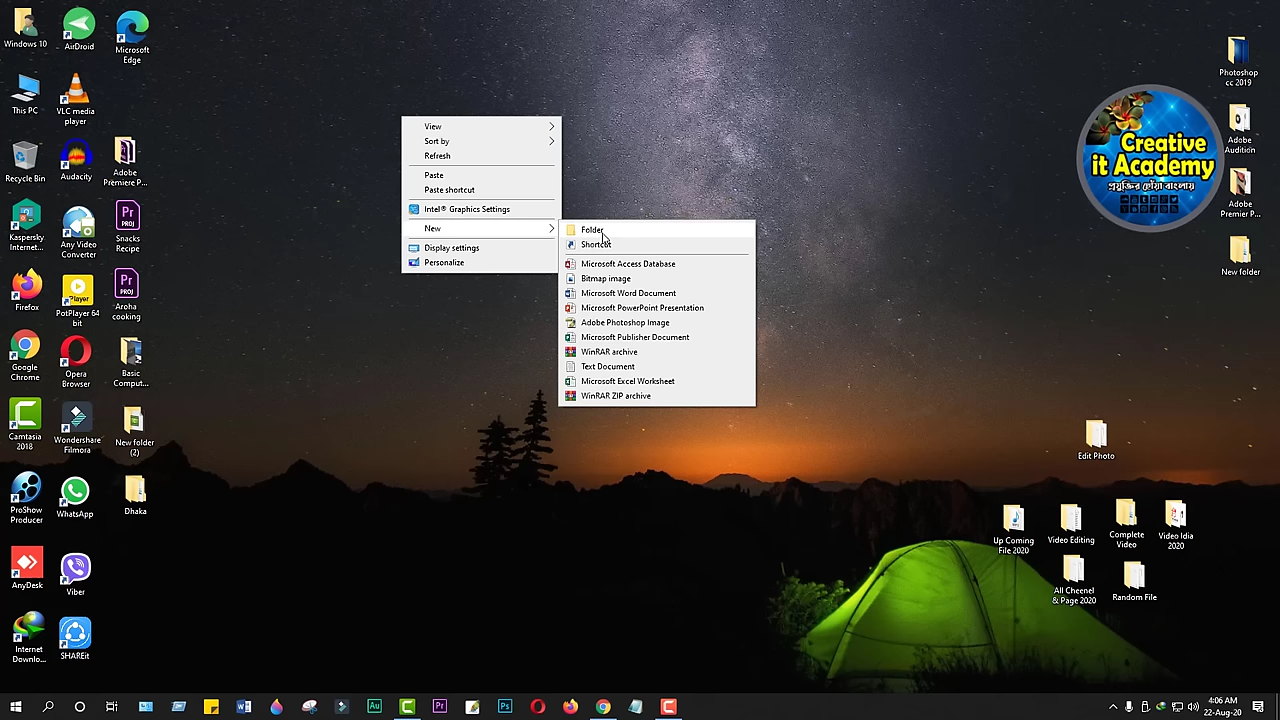 Windows 10
AirDroid
Microsoft
Edge
This PC
VLC media
player
Recycle Bin
Audacity
Adobe
Premiere P...
Kaspersky
Internet...
Any Video
Converter
Snacks
Recipe
Firefox
PotPlayer 64
bit
Aroha
cooking
Google
Chrome
Opera
Browser
Basic
Comput...
Camtasia
2018
Wondershare
Filmora
New folder
(2)
ProShow
Producer
WhatsApp
Dhaka
AnyDesk
Viber
Internet
Downlo...
SHAREit
View
Sort by
Refresh
Paste
Paste shortcut
Intel® Graphics Settings
New
Display settings
Personalize
Folder
Shortcut
Microsoft Access Database
Bitmap image
Microsoft Word Document
Microsoft PowerPoint Presentation
Adobe Photoshop Image
Microsoft Publisher Document
WinRAR archive
Text Document
Microsoft Excel Worksheet
WinRAR ZIP archive
Creative
it Academy
প্রযুক্তির ছোঁয়া বাংলায়
Photoshop
cc 2019
Adobe
Audition
Adobe
Premier P...
New folder
Edit Photo
Up Coming
File 2020
Video Editing
Complete
Video
Video Idia
2020
All Cheenel
& Page 2020
Random File
4:06 AM
22-Aug-20